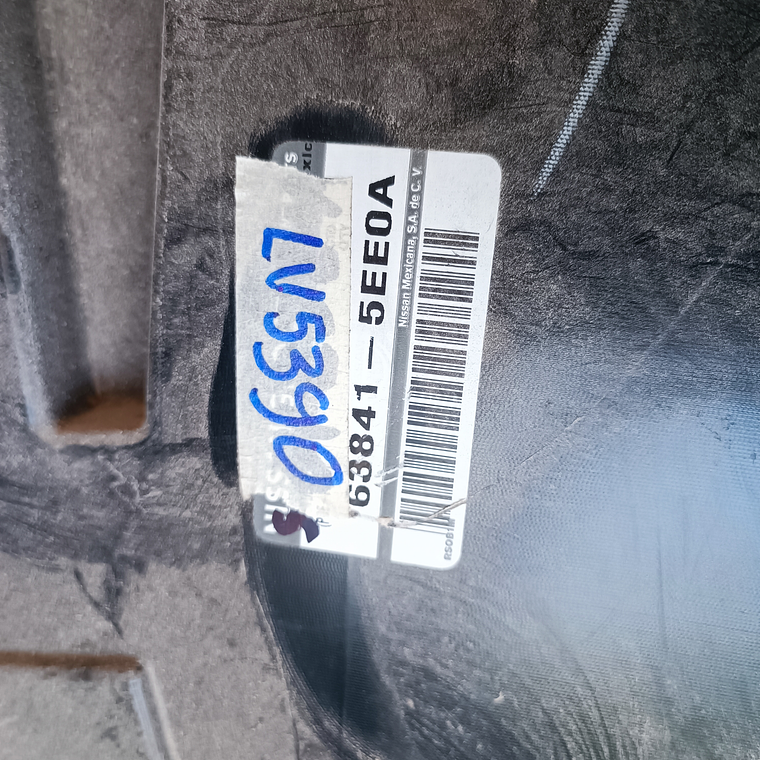 LV5390
63841-5EE0A
Nissan Mexicana, S.A. de C. V.